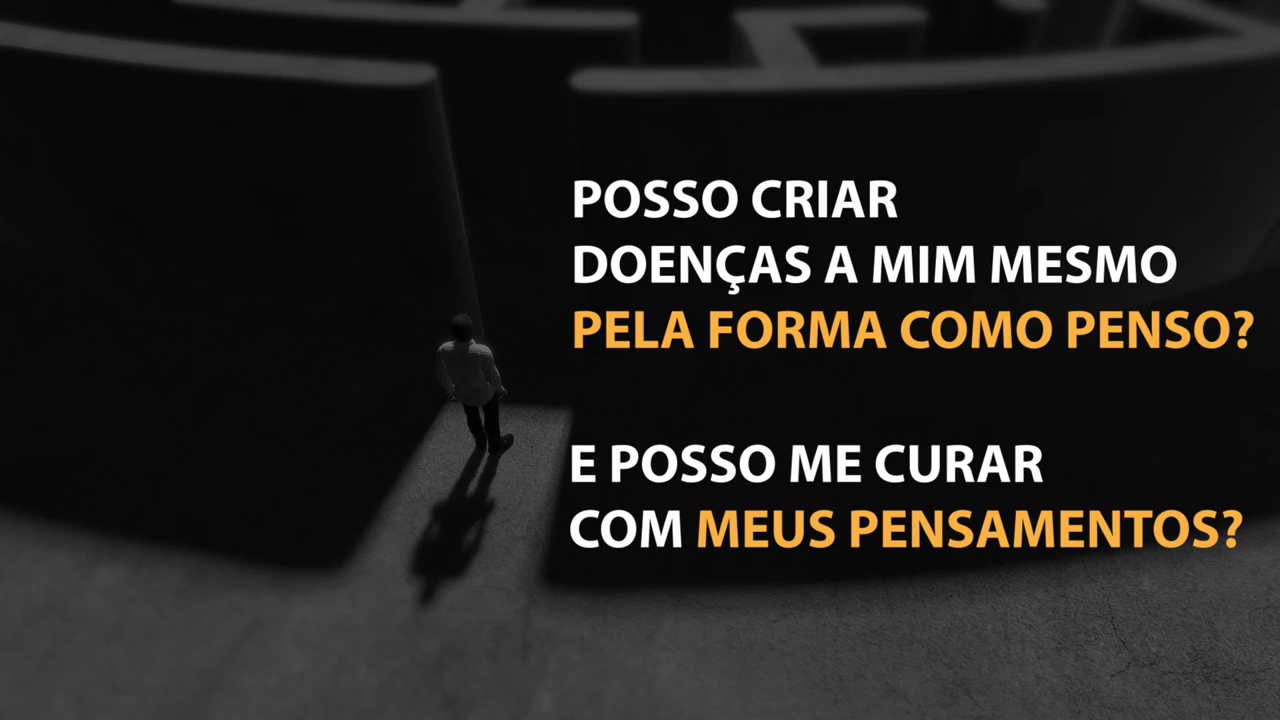 POSSO CRIAR
DOENÇAS A MIM MESMO
PELA FORMA COMO PENSO?
E POSSO ME CURAR
COM MEUS PENSAMENTOS?